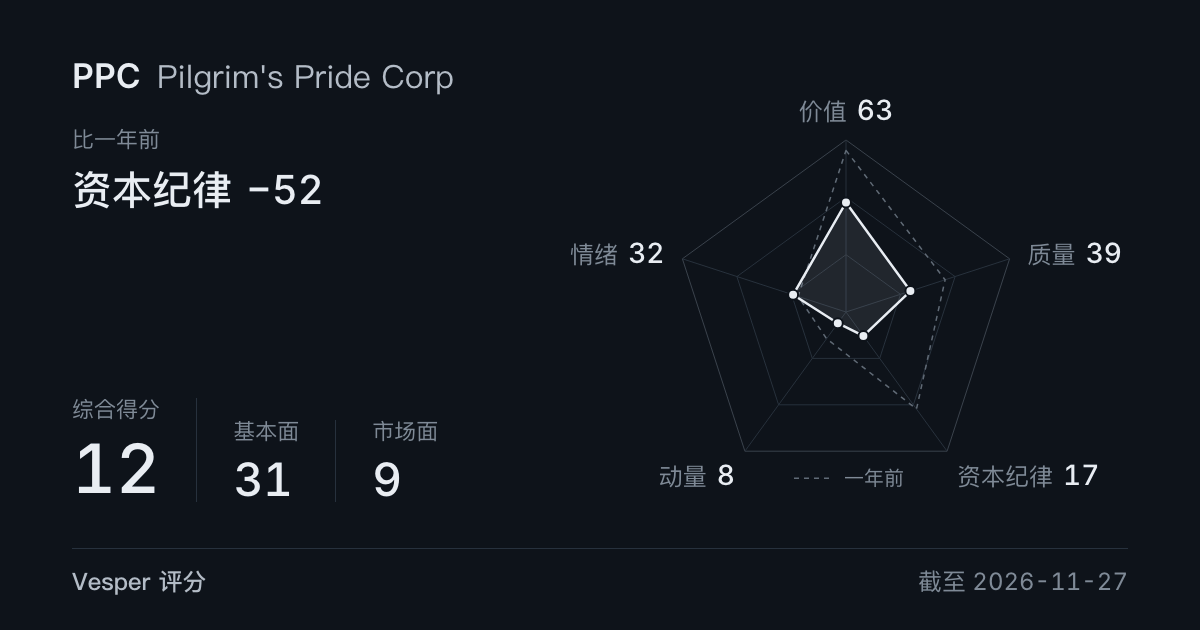 PPC Pilgrim's Pride Corp
比一年前
资本纪律 −52
价值 63
情绪 32
质量 39
动量 8
---- 一年前
资本纪律 17
综合得分
12
基本面
31
市场面
9
Vesper 评分
截至 2026-11-27